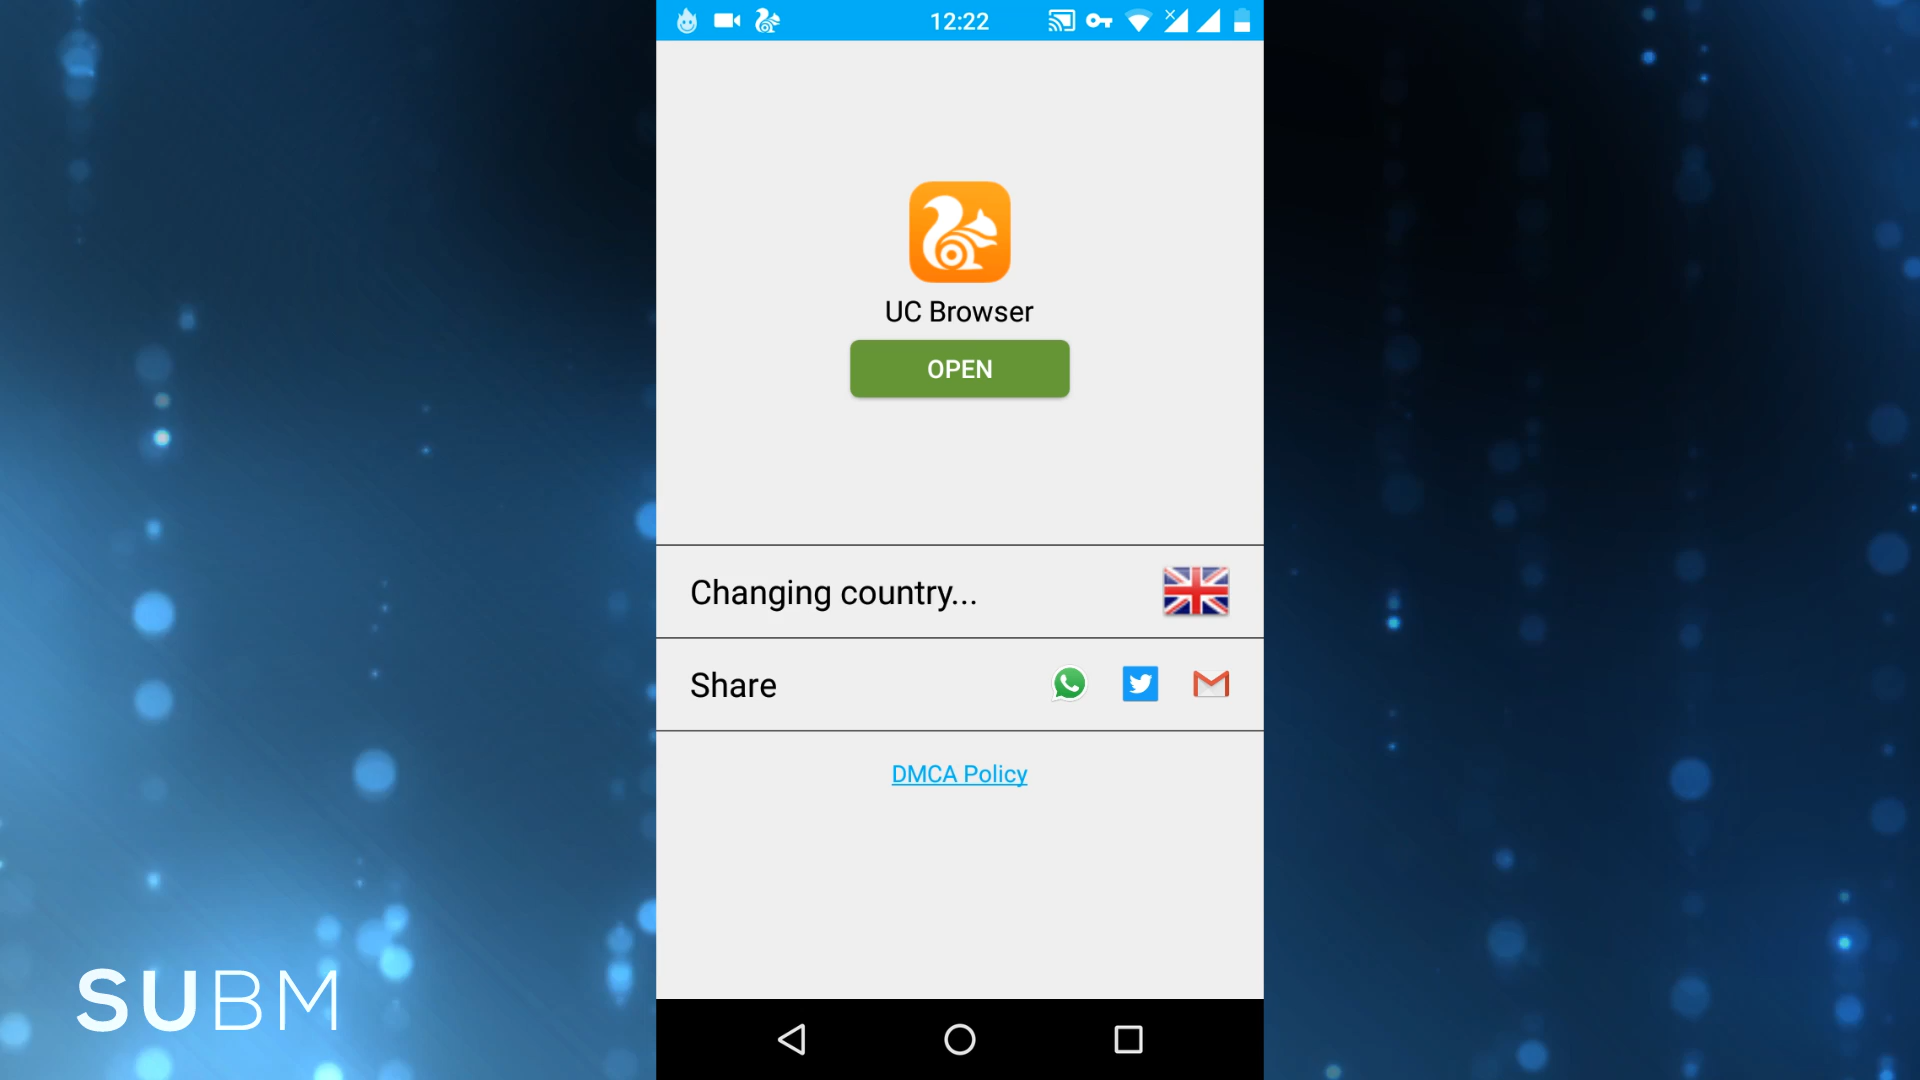 12:22
UC Browser
OPEN
Changing country...
Share
DMCA Policy
SUBM